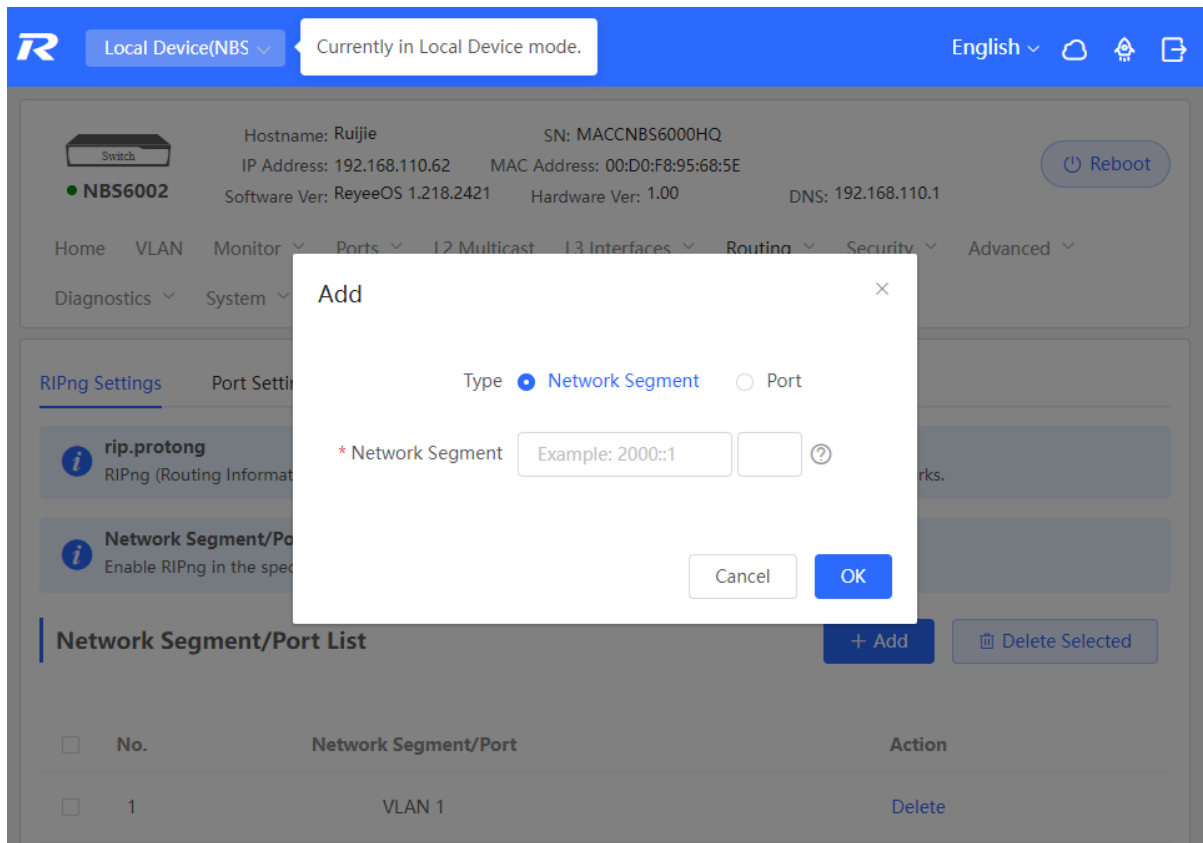 Local Device(NBS
Currently in Local Device mode.
English
Switch
NBS6002
Hostname: Ruijie
SN: MACCNBS6000HQ
IP Address: 192.168.110.62
MAC Address: 00:D0:F8:95:68:5E
Software Ver: ReyeeOS 1.218.2421
Hardware Ver: 1.00
DNS: 192.168.110.1
Reboot
Home VLAN Monitor Ports L2 Multicast L3 Interfaces Routing Security Advanced
Diagnostics System
Add
Type Network Segment Port
* Network Segment Example: 2000::1
Cancel OK
RIPng Settings Port Settin
rip.protong
RIPng (Routing Informat rks.
Network Segment/Po
Enable RIPng in the spec
Network Segment/Port List
+ Add Delete Selected
No. Network Segment/Port Action
1 VLAN 1 Delete